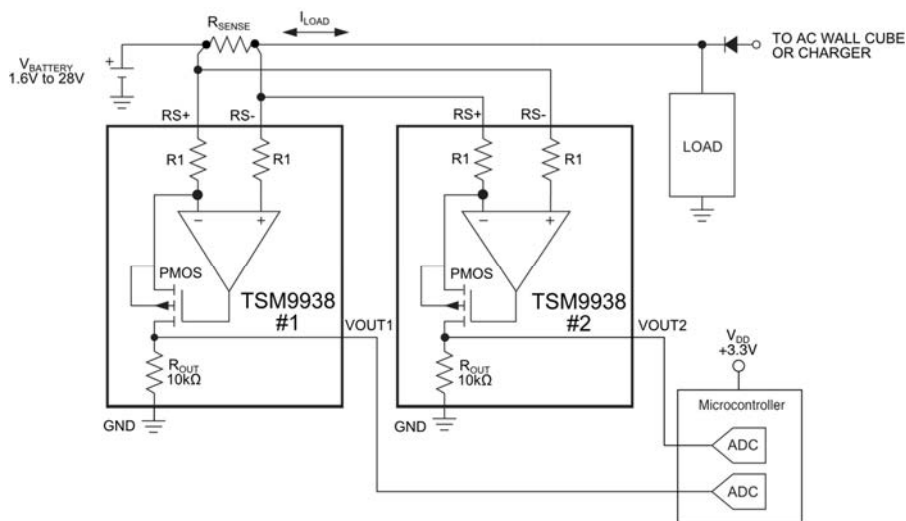 RSENSE
ILOAD
TO AC WALL CUBE
OR CHARGER
VBATTERY
1.6V to 28V
+
RS+
RS-
RS+
RS-
R1
R1
R1
R1
LOAD
−
+
−
+
PMOS
PMOS
TSM9938
#1
TSM9938
#2
VOUT1
VOUT2
VDD
+3.3V
ROUT
10kΩ
ROUT
10kΩ
Microcontroller
GND
GND
ADC
ADC